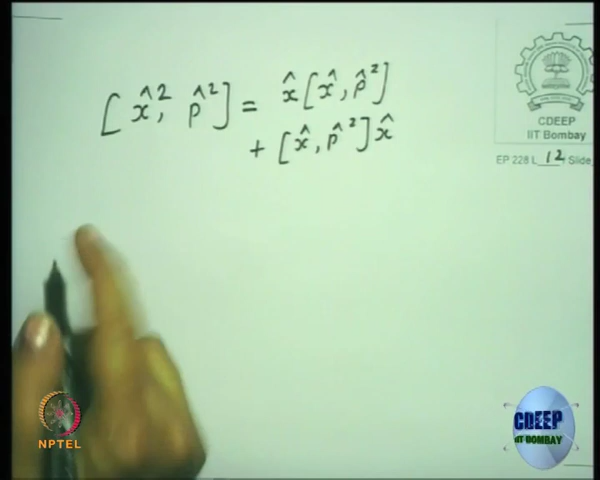 [x̂², p̂²] = x̂[x̂, p̂²]
+ [x̂, p̂²]x̂
CDEEP
IIT Bombay
EP 228 L 12 / Slide
NPTEL
CDEEP
IIT BOMBAY